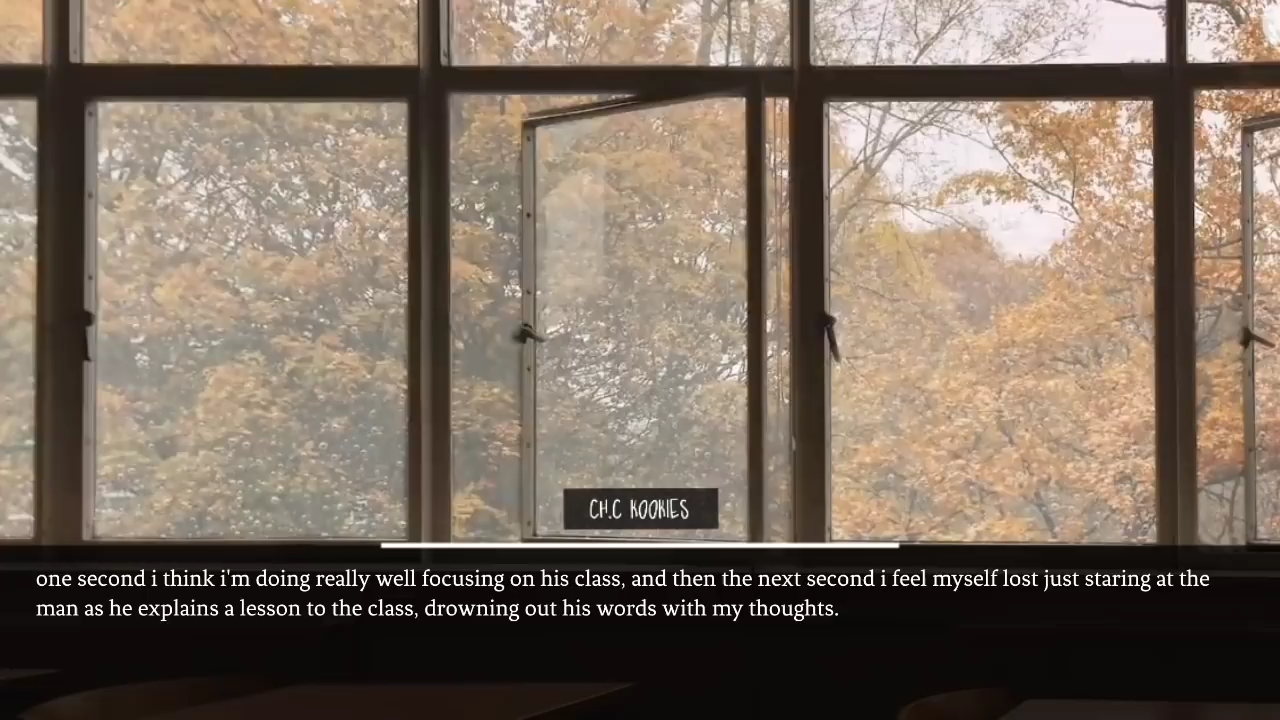 CH.C KOOKIES
one second i think i'm doing really well focusing on his class, and then the next second i feel myself lost just staring at the
man as he explains a lesson to the class, drowning out his words with my thoughts.